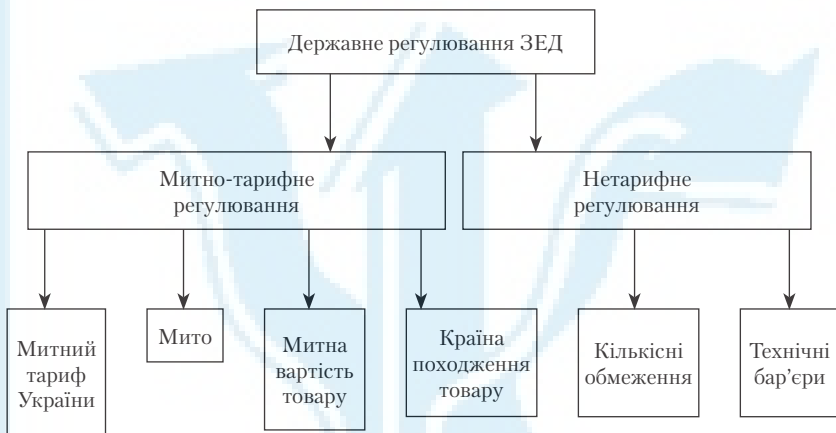 Державне регулювання ЗЕД
Митно-тарифне
регулювання
Нетарифне
регулювання
Митний
тариф
України
Мито
Митна
вартість
товару
Країна
походження
товару
Кількісні
обмеження
Технічні
бар’єри